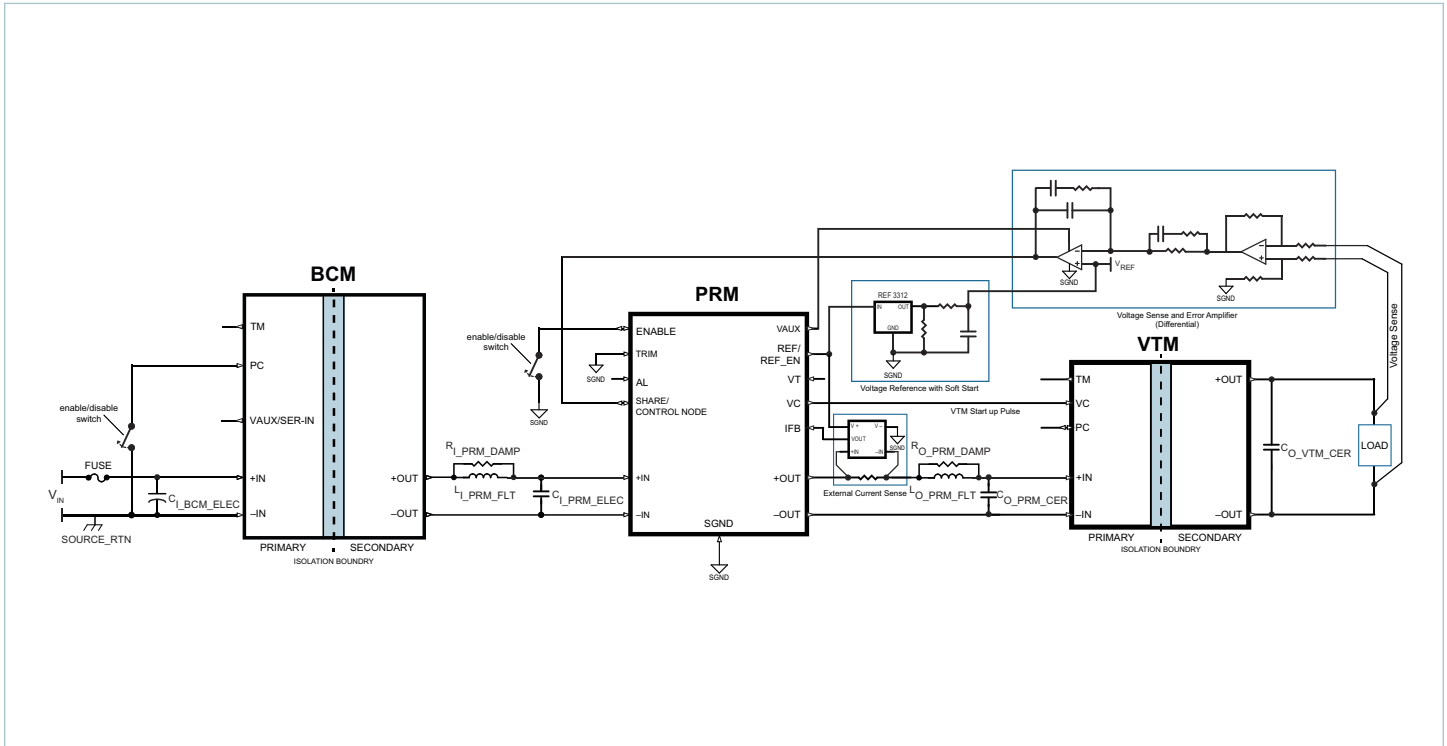 BCM
TM
PC
VAUX/SER-IN
+IN
–IN
+OUT
–OUT
PRIMARY
SECONDARY
ISOLATION BOUNDRY
enable/disable
switch
FUSE
VIN
CI_BCM_ELEC
SOURCE_RTN
RI_PRM_DAMP
LI_PRM_FLT
CI_PRM_ELEC
enable/disable
switch
SGND
SGND
PRM
ENABLE
TRIM
AL
SHARE/
CONTROL NODE
+IN
–IN
SGND
VAUX
REF/
REF_EN
VT
VC
IFB
+OUT
–OUT
SGND
REF 3312
IN
OUT
GND
SGND
Voltage Reference with Soft Start
VTM Start up Pulse
V +
V –
VOUT
+IN
–IN
SGND
External Current Sense
RO_PRM_DAMP
LO_PRM_FLT
CO_PRM_CER
–
+
SGND
VREF
–
+
SGND
Voltage Sense and Error Amplifier
(Differential)
VTM
TM
VC
PC
+IN
–IN
+OUT
–OUT
PRIMARY
SECONDARY
ISOLATION BOUNDRY
CO_VTM_CER
LOAD
Voltage Sense